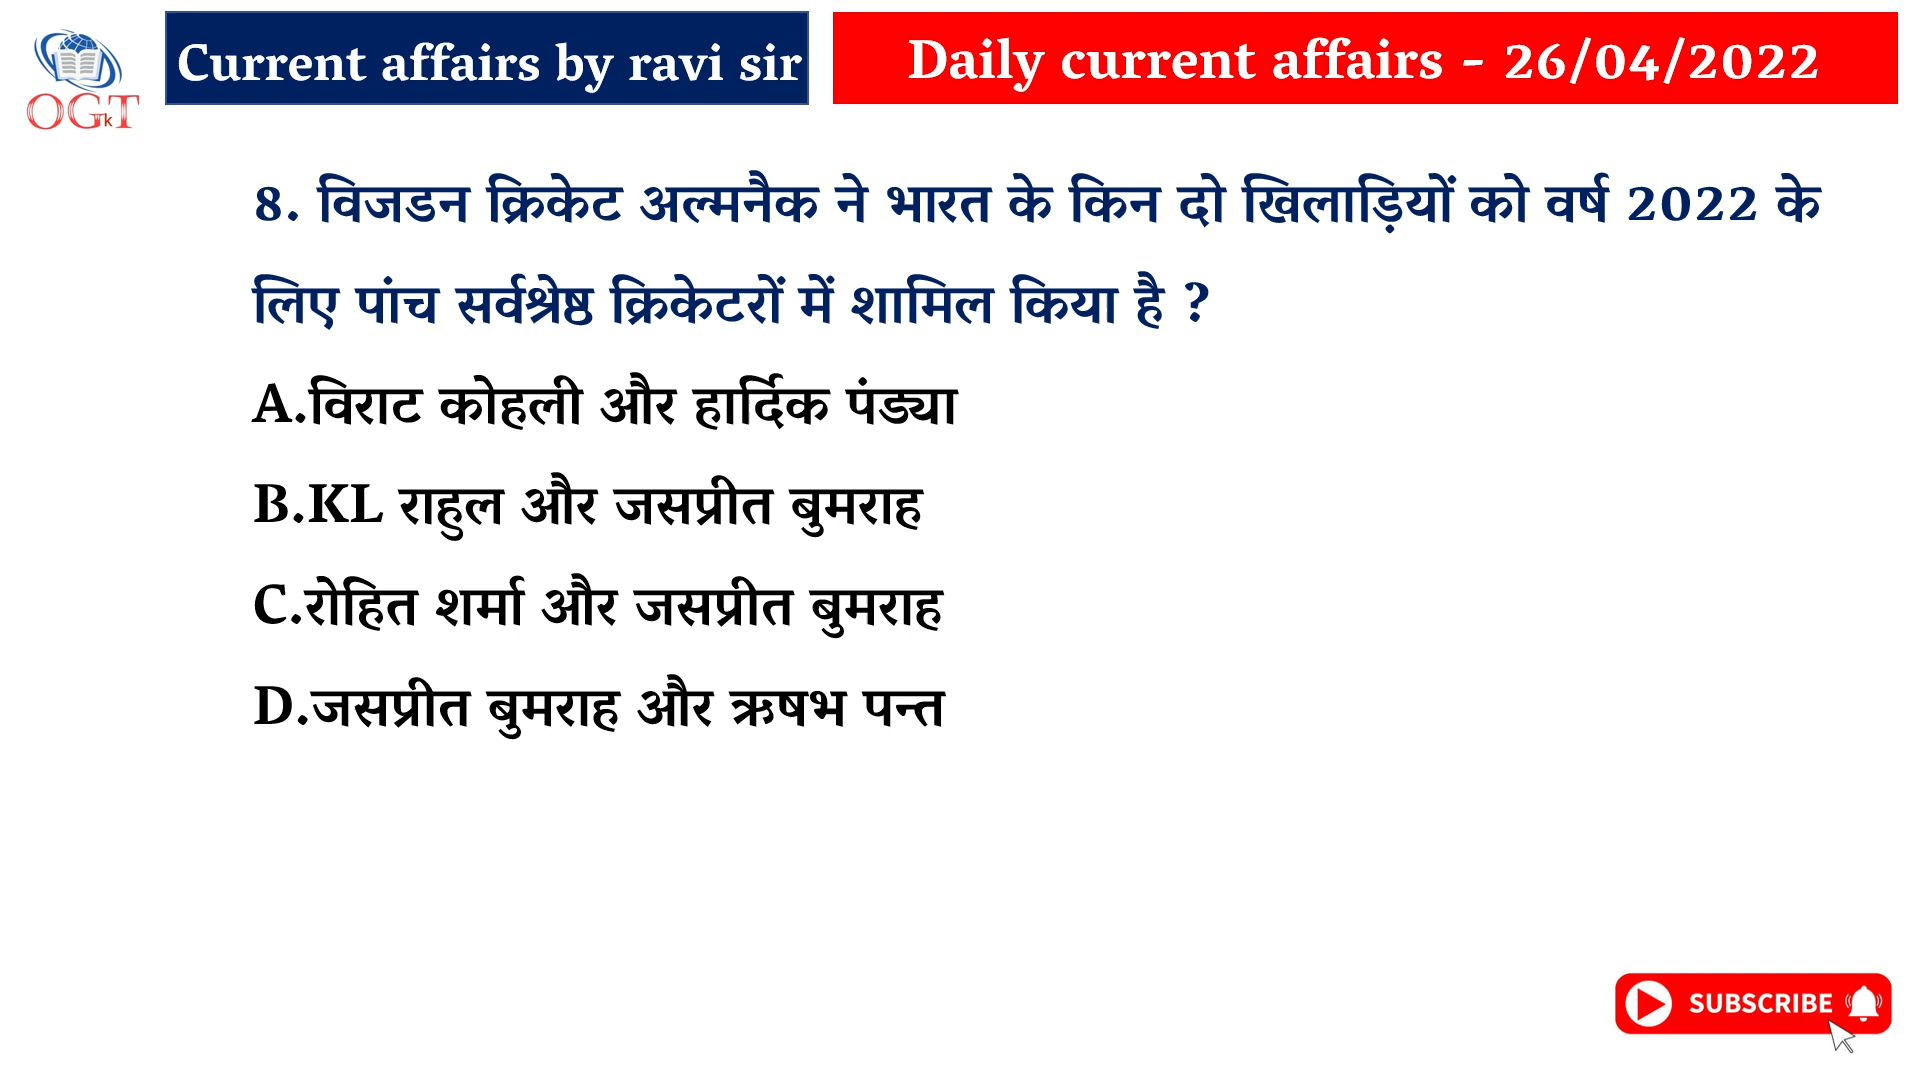 Current affairs by ravi sir
Daily current affairs - 26/04/2022
OGTkT
8. विजडन क्रिकेट अल्मनैक ने भारत के किन दो खिलाड़ियों को वर्ष 2022 के
लिए पांच सर्वश्रेष्ठ क्रिकेटरों में शामिल किया है ?
A.विराट कोहली और हार्दिक पंड्या
B.KL राहुल और जसप्रीत बुमराह
C.रोहित शर्मा और जसप्रीत बुमराह
D.जसप्रीत बुमराह और ऋषभ पन्त
SUBSCRIBE